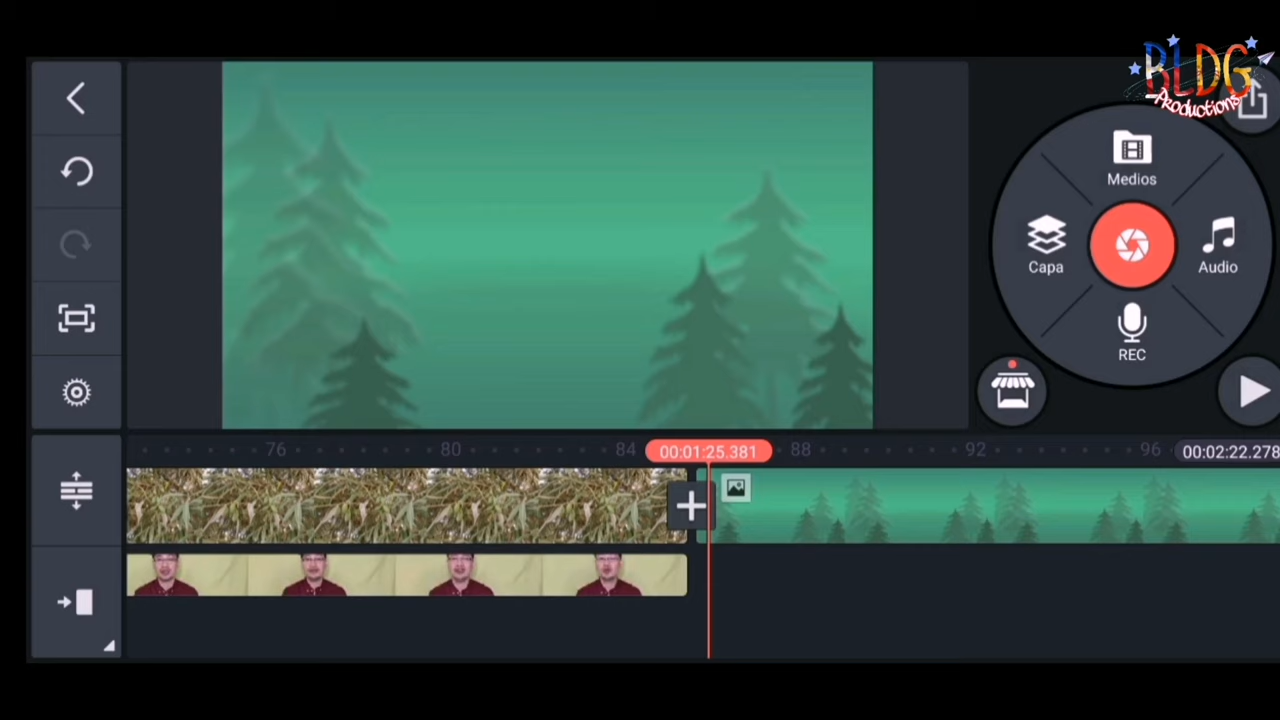 BLDG
Productions
Medios
Capa
Audio
REC
76
80
84
00:01:25.381
88
92
96
00:02:22.278